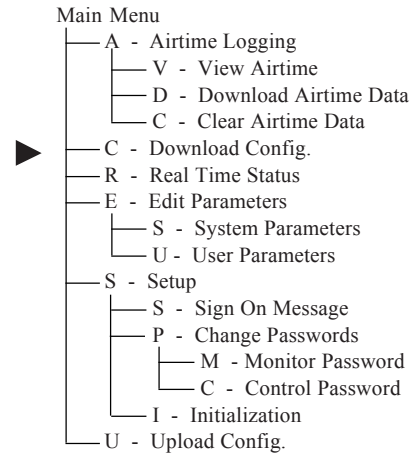 Main Menu
A - Airtime Logging
V - View Airtime
D - Download Airtime Data
C - Clear Airtime Data
C - Download Config.
R - Real Time Status
E - Edit Parameters
S - System Parameters
U - User Parameters
S - Setup
S - Sign On Message
P - Change Passwords
M - Monitor Password
C - Control Password
I - Initialization
U - Upload Config.